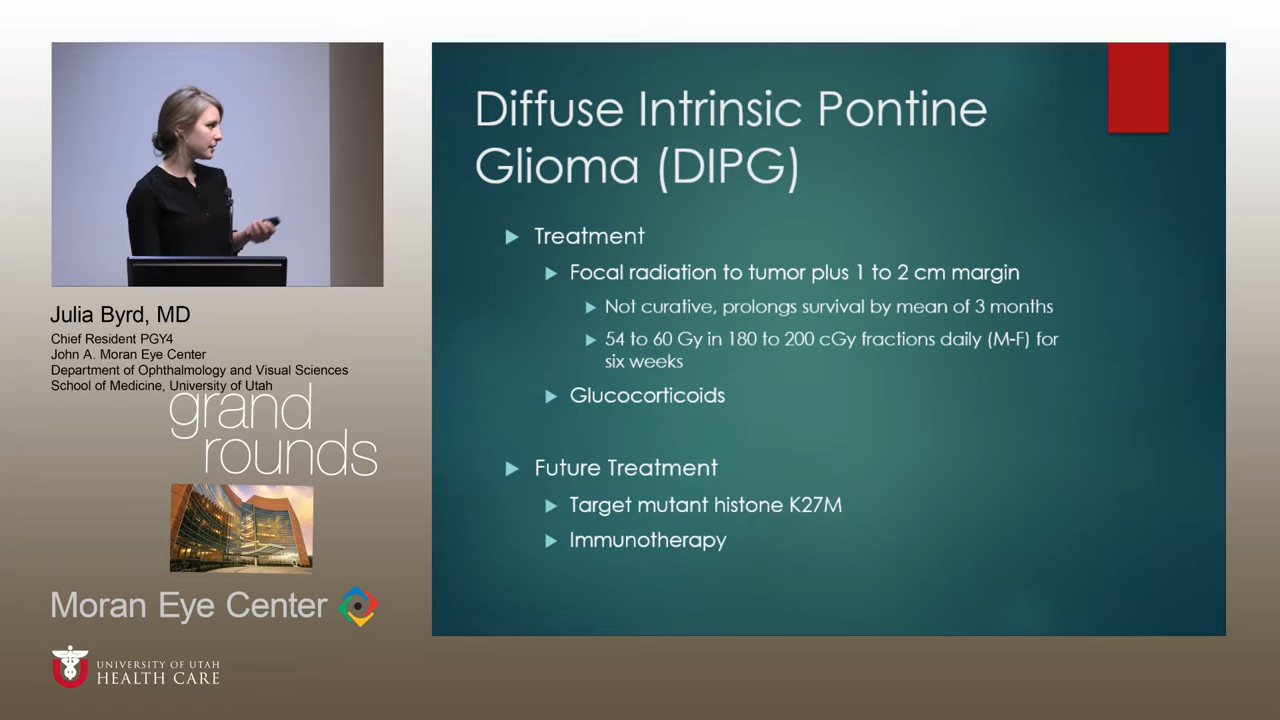 Diffuse Intrinsic Pontine
Glioma (DIPG)
Treatment
Focal radiation to tumor plus 1 to 2 cm margin
Not curative, prolongs survival by mean of 3 months
54 to 60 Gy in 180 to 200 cGy fractions daily (M-F) for
six weeks
Glucocorticoids
Future Treatment
Target mutant histone K27M
Immunotherapy
Julia Byrd, MD
Chief Resident PGY4
John A. Moran Eye Center
Department of Ophthalmology and Visual Sciences
School of Medicine, University of Utah
grand
rounds
Moran Eye Center
U
UNIVERSITY OF UTAH
HEALTH CARE